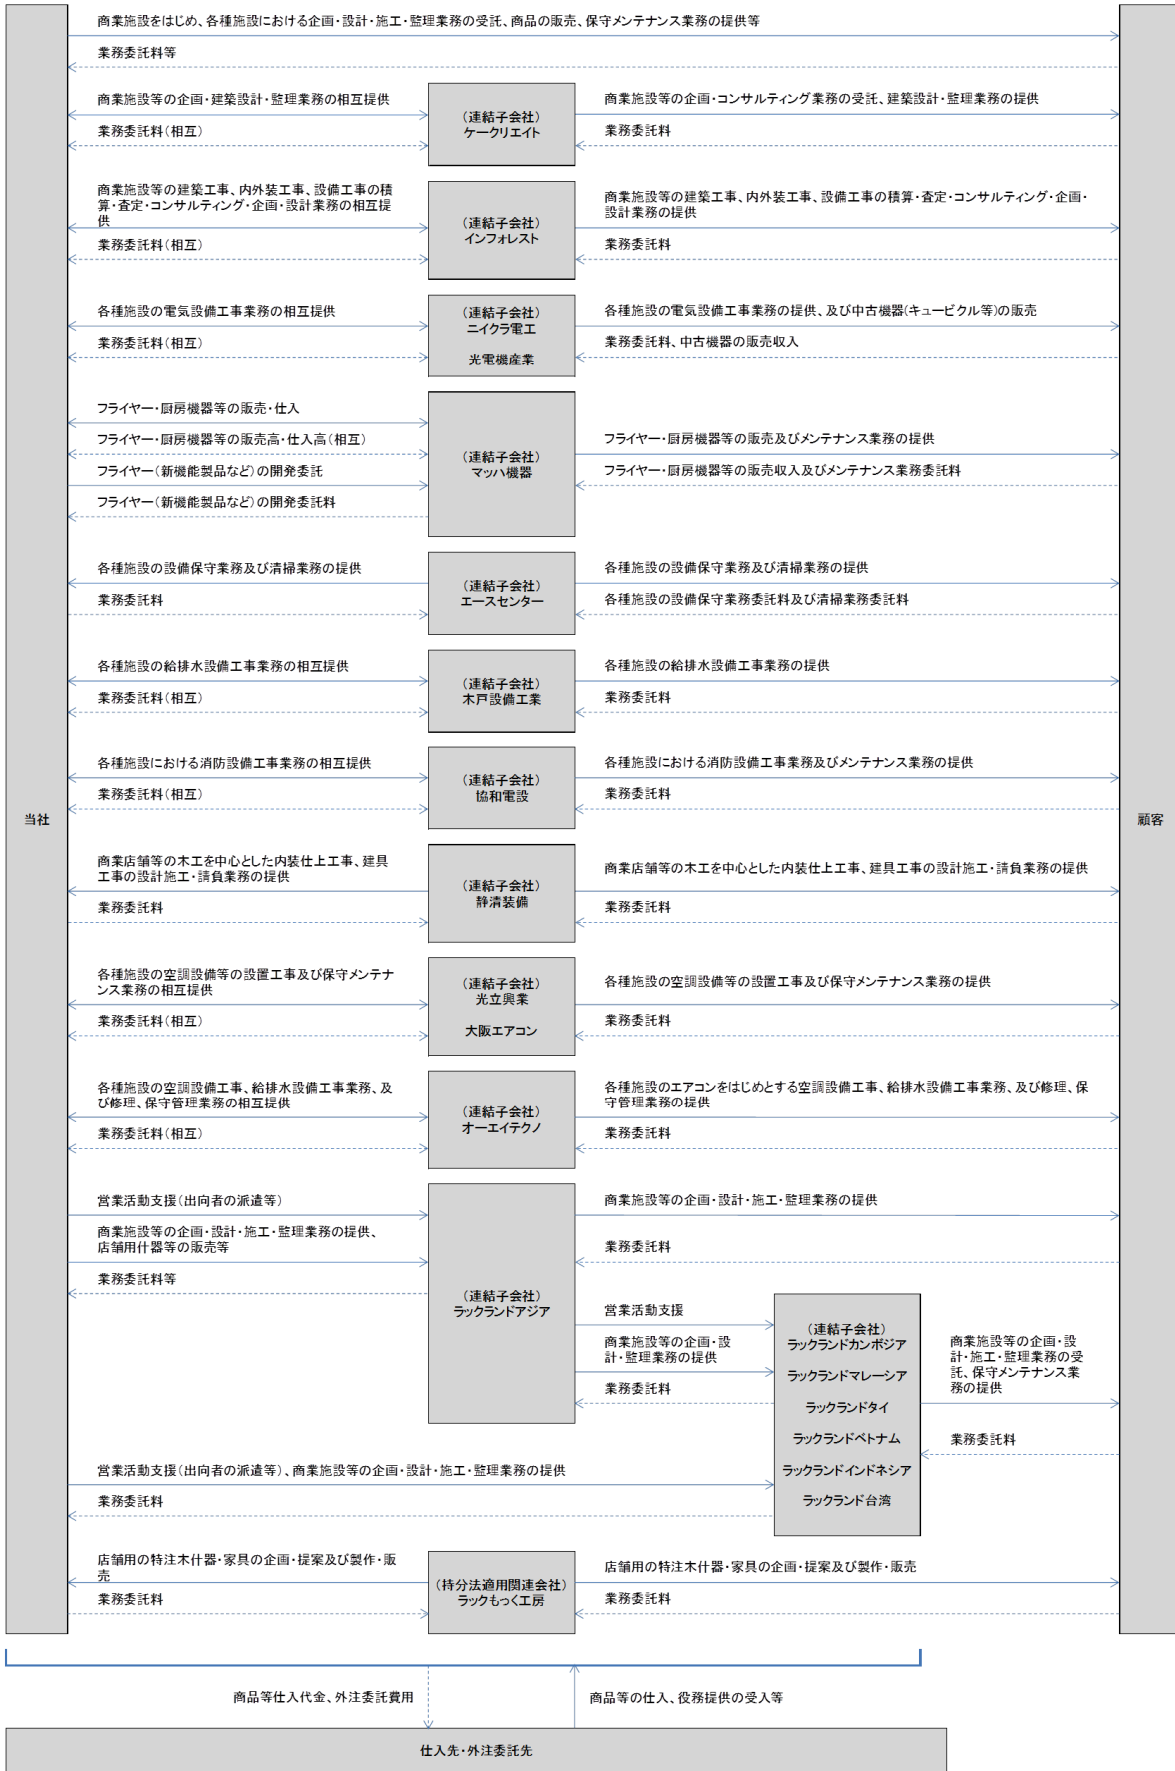 商業施設をはじめ、各種施設における企画・設計・施工・監理業務の受託、商品の販売、保守メンテナンス業務の提供等
業務委託料等
商業施設等の企画・建築設計・監理業務の相互提供
業務委託料(相互)
(連結子会社)
ケークリエイト
商業施設等の企画・コンサルティング業務の受託、建築設計・監理業務の提供
業務委託料
商業施設等の建築工事、内外装工事、設備工事の積
算・査定・コンサルティング・企画・設計業務の相互提
供
業務委託料(相互)
(連結子会社)
インフォレスト
商業施設等の建築工事、内外装工事、設備工事の積算・査定・コンサルティング・企画・
設計業務の提供
業務委託料
各種施設の電気設備工事業務の相互提供
業務委託料(相互)
(連結子会社)
ニイクラ電工
光電機産業
各種施設の電気設備工事業務の提供、及び中古機器(キュービクル等)の販売
業務委託料、中古機器の販売収入
フライヤー・厨房機器等の販売・仕入
フライヤー・厨房機器等の販売高・仕入高(相互)
フライヤー(新機能製品など)の開発委託
フライヤー(新機能製品など)の開発委託料
(連結子会社)
マッハ機器
フライヤー・厨房機器等の販売及びメンテナンス業務の提供
フライヤー・厨房機器等の販売収入及びメンテナンス業務委託料
各種施設の設備保守業務及び清掃業務の提供
業務委託料
(連結子会社)
エースセンター
各種施設の設備保守業務及び清掃業務の提供
各種施設の設備保守業務委託料及び清掃業務委託料
各種施設の給排水設備工事業務の相互提供
業務委託料(相互)
(連結子会社)
木戸設備工業
各種施設の給排水設備工事業務の提供
業務委託料
各種施設における消防設備工事業務の相互提供
業務委託料(相互)
(連結子会社)
協和電設
各種施設における消防設備工事業務及びメンテナンス業務の提供
業務委託料
当社
顧客
商業店舗等の木工を中心とした内装仕上工事、建具
工事の設計施工・請負業務の提供
業務委託料
(連結子会社)
静清装備
商業店舗等の木工を中心とした内装仕上工事、建具工事の設計施工・請負業務の提供
業務委託料
各種施設の空調設備等の設置工事及び保守メンテナ
ンス業務の相互提供
業務委託料(相互)
(連結子会社)
光立興業
大阪エアコン
各種施設の空調設備等の設置工事及び保守メンテナンス業務の提供
業務委託料
各種施設の空調設備工事、給排水設備工事業務、及
び修理、保守管理業務の相互提供
業務委託料(相互)
(連結子会社)
オーエイテクノ
各種施設のエアコンをはじめとする空調設備工事、給排水設備工事業務、及び修理、保
守管理業務の提供
業務委託料
営業活動支援(出向者の派遣等)
商業施設等の企画・設計・施工・監理業務の提供、
店舗用什器等の販売等
業務委託料等
(連結子会社)
ラックランドアジア
商業施設等の企画・設計・施工・監理業務の提供
業務委託料
営業活動支援
商業施設等の企画・設
計・監理業務の提供
業務委託料
(連結子会社)
ラックランドカンボジア
ラックランドマレーシア
ラックランドタイ
ラックランドベトナム
ラックランドインドネシア
ラックランド台湾
商業施設等の企画・設
計・施工・監理業務の受
託、保守メンテナンス業
務の提供
業務委託料
営業活動支援(出向者の派遣等)、商業施設等の企画・設計・施工・監理業務の提供
業務委託料
店舗用の特注木什器・家具の企画・提案及び製作・販
売
業務委託料
(持分法適用関連会社)
ラックもっく工房
店舗用の特注木什器・家具の企画・提案及び製作・販売
業務委託料
商品等仕入代金、外注委託費用
商品等の仕入、役務提供の受入等
仕入先・外注委託先